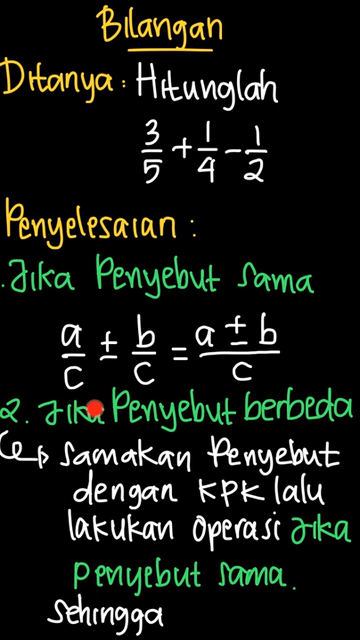 Bilangan
Ditanya : Hitunglah
3/5 + 1/4 - 1/2
Penyelesaian :
. Jika Penyebut Sama
a/c ± b/c = a ± b/c
2. Jika Penyebut berbeda
↳ Samakan Penyebut
dengan KPK lalu
lakukan Operasi Jika
Penyebut Sama.
Sehingga